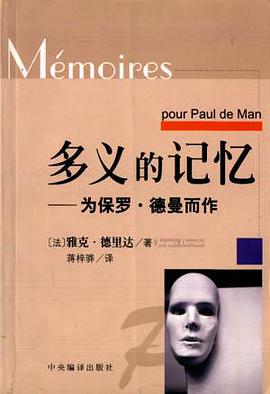 Mémoires
pour Paul de Man
多义的记忆
——为保罗·德曼而作
[法]雅克·德里达/著
Jacques Derrida
蒋梓骅/译
中央编译出版社